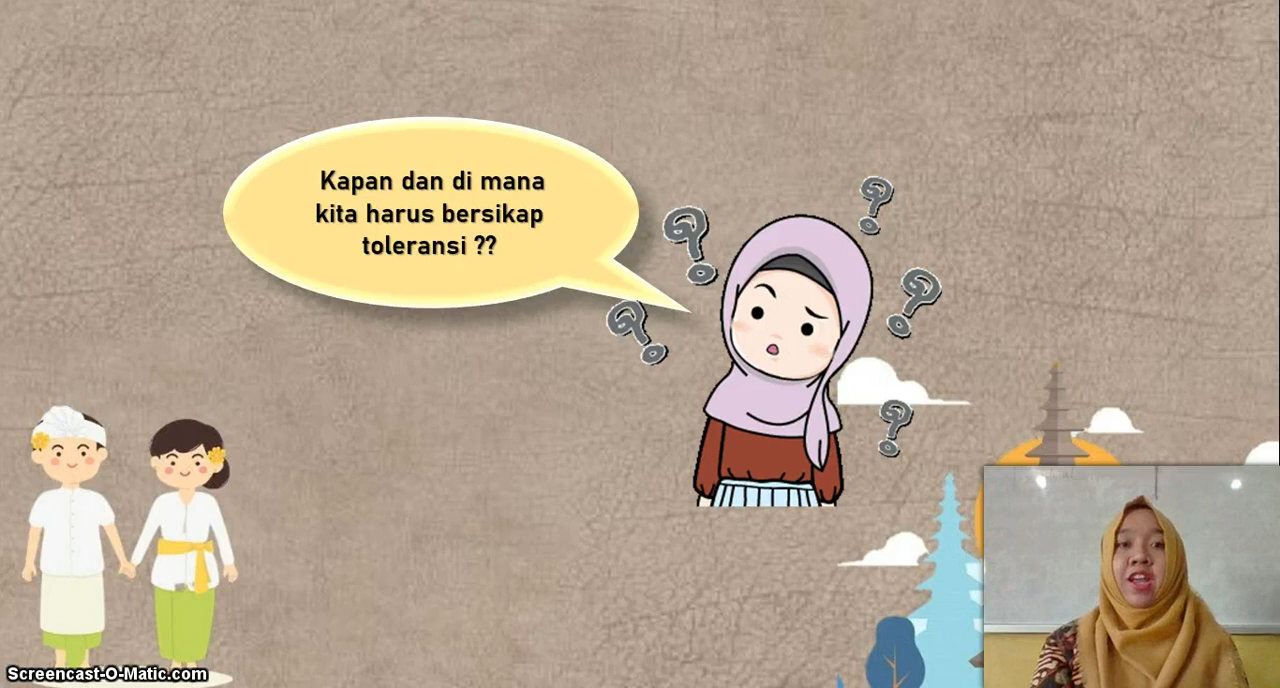 Kapan dan di mana
kita harus bersikap
toleransi ??
Screencast-O-Matic.com